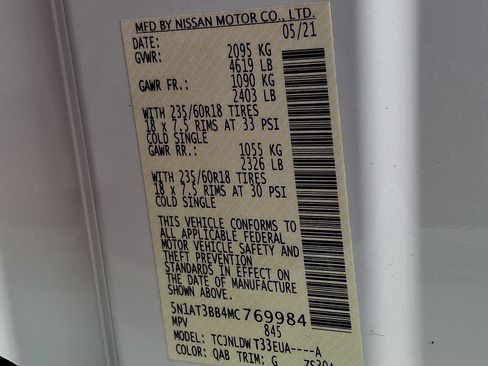 MFD BY NISSAN MOTOR CO., LTD.
DATE: 05/21
GVWR: 2095 KG
4619 LB
GAWR FR.: 1090 KG
2403 LB
WITH 235/60R18 TIRES
18 x 7.5 RIMS AT 33 PSI
COLD SINGLE
GAWR RR.: 1055 KG
2326 LB
WITH 235/60R18 TIRES
18 x 7.5 RIMS AT 30 PSI
COLD SINGLE
THIS VEHICLE CONFORMS TO
ALL APPLICABLE FEDERAL
MOTOR VEHICLE SAFETY AND
THEFT PREVENTION
STANDARDS IN EFFECT ON
THE DATE OF MANUFACTURE
SHOWN ABOVE.
5N1AT3BB4MC769984
MPV 845
MODEL: TCJNLDW T33EUA----A
COLOR: QAB TRIM: G